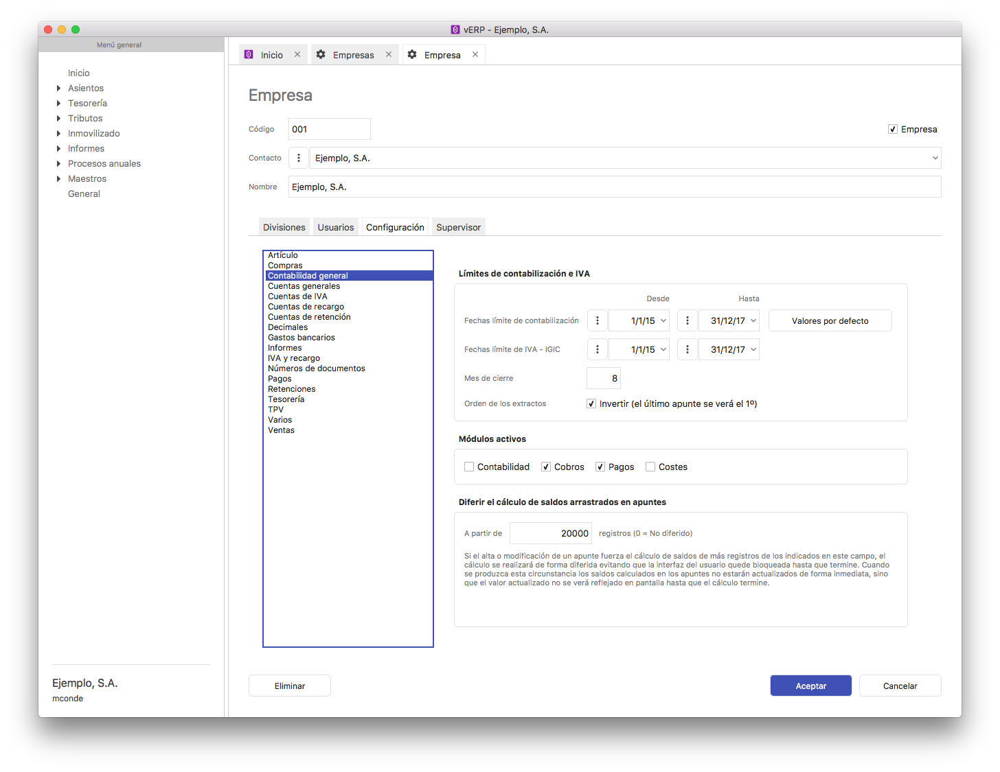 vERP - Ejemplo, S.A.
Menú general
Inicio
Asientos
Tesorería
Tributos
Inmovilizado
Informes
Procesos anuales
Maestros
General
Ejemplo, S.A.
mconde
Inicio Empresas Empresa
Empresa
Código 001 Empresa
Contacto Ejemplo, S.A.
Nombre Ejemplo, S.A.
Divisiones Usuarios Configuración Supervisor
Artículo
Compras
Contabilidad general
Cuentas generales
Cuentas de IVA
Cuentas de recargo
Cuentas de retención
Decimales
Gastos bancarios
Informes
IVA y recargo
Números de documentos
Pagos
Retenciones
Tesorería
TPV
Varios
Ventas
Límites de contabilización e IVA
Desde Hasta
Fechas límite de contabilización 1/1/15 31/12/17 Valores por defecto
Fechas límite de IVA - IGIC 1/1/15 31/12/17
Mes de cierre 8
Orden de los extractos Invertir (el último apunte se verá el 1º)
Módulos activos
Contabilidad Cobros Pagos Costes
Diferir el cálculo de saldos arrastrados en apuntes
A partir de 20000 registros (0 = No diferido)
Si el alta o modificación de un apunte fuerza el cálculo de saldos de más registros de los indicados en este campo, el
cálculo se realizará de forma diferida evitando que la interfaz del usuario quede bloqueada hasta que termine. Cuando
se produzca esta circunstancia los saldos calculados en los apuntes no estarán actualizados de forma inmediata, sino
que el valor actualizado no se verá reflejado en pantalla hasta que el cálculo termine.
Eliminar Aceptar Cancelar